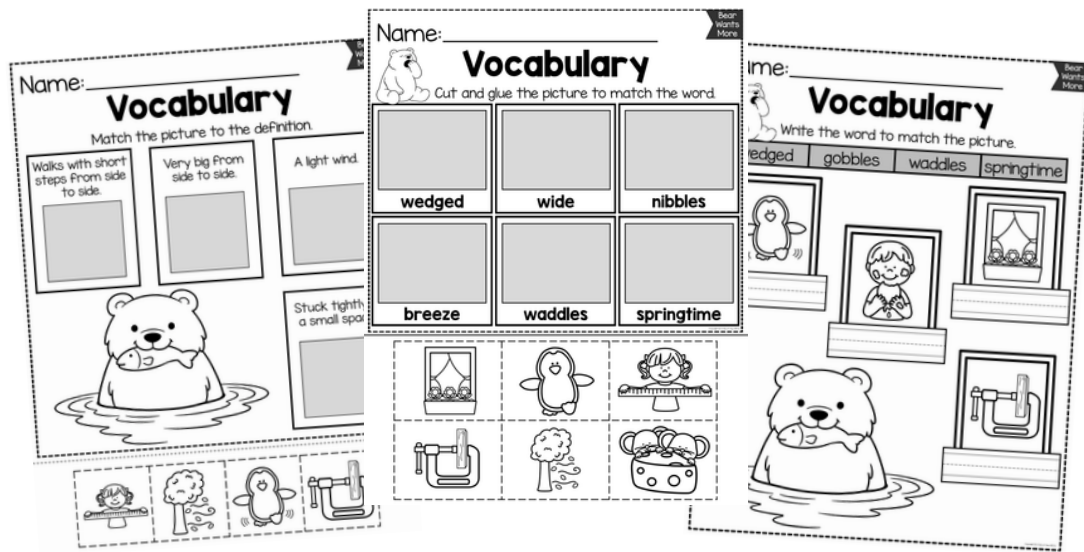 Name:
Vocabulary
Match the picture to the definition.
Walks with short
steps from side
to side.
Very big from
side to side.
A light wind.
Stuck tightly
a small
Bear
Wants
More
Name:
Vocabulary
Cut and glue the picture to match the word.
wedged
wide
nibbles
breeze
waddles
springtime
Bear
Wants
More
Vocabulary
Write the word to match the picture.
gobbles
waddles
springtime